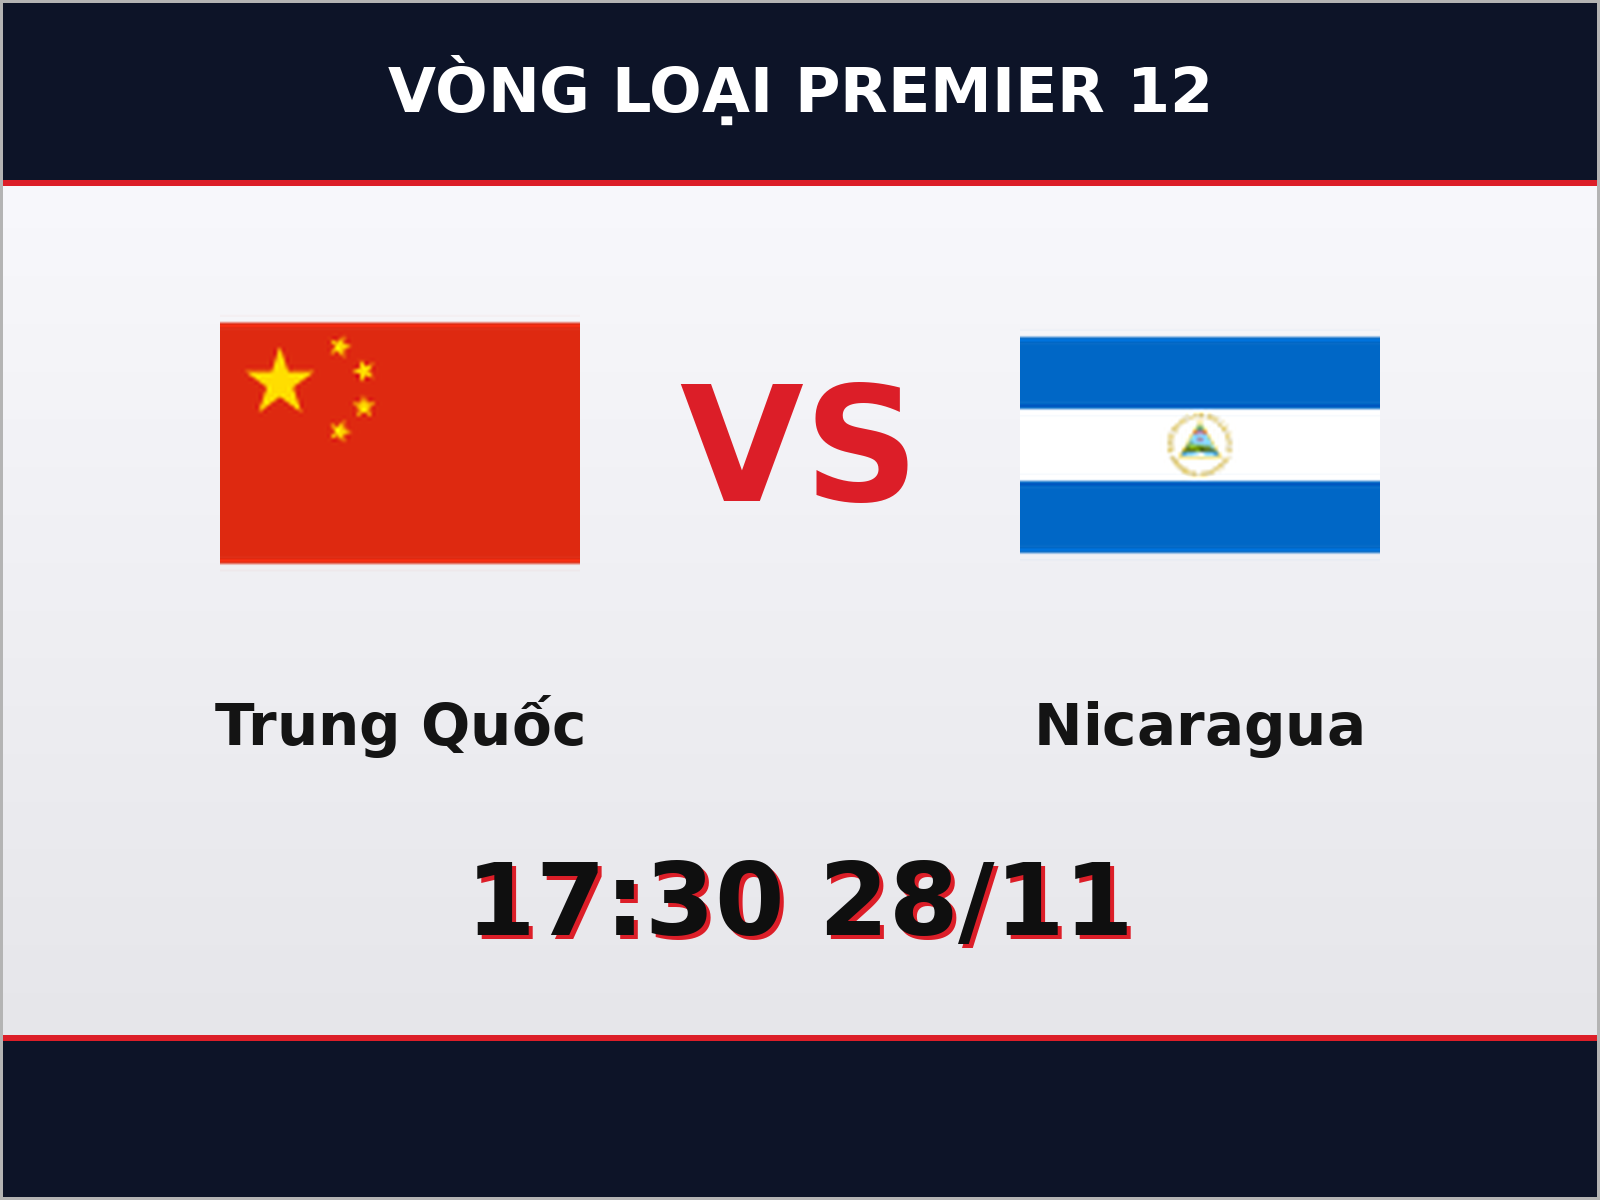 VÒNG LOẠI PREMIER 12
VS
Trung Quốc
Nicaragua
17:30 28/11